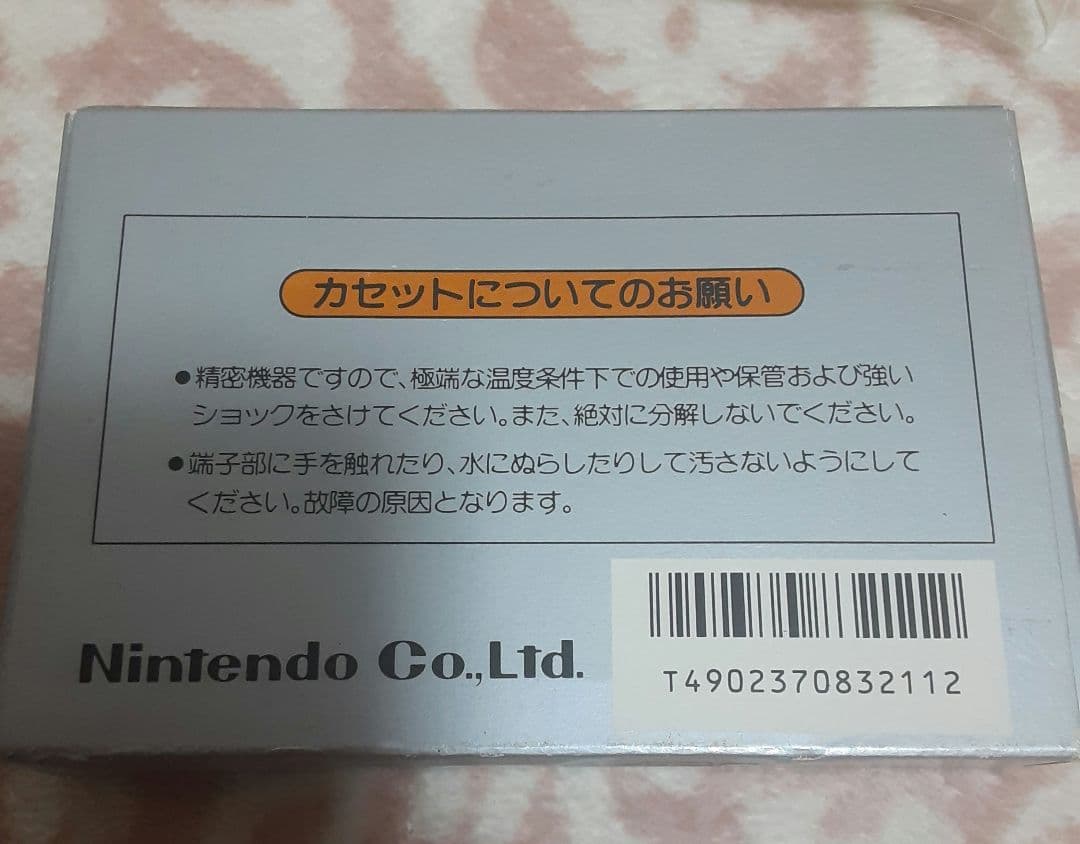 カセットについてのお願い
●精密機器ですので、極端な温度条件下での使用や保管および強い
ショックをさけてください。また、絶対に分解しないでください。
●端子部に手を触れたり、水にぬらしたりして汚さないようにして
ください。故障の原因となります。
Nintendo Co.,Ltd.
T4902370832112